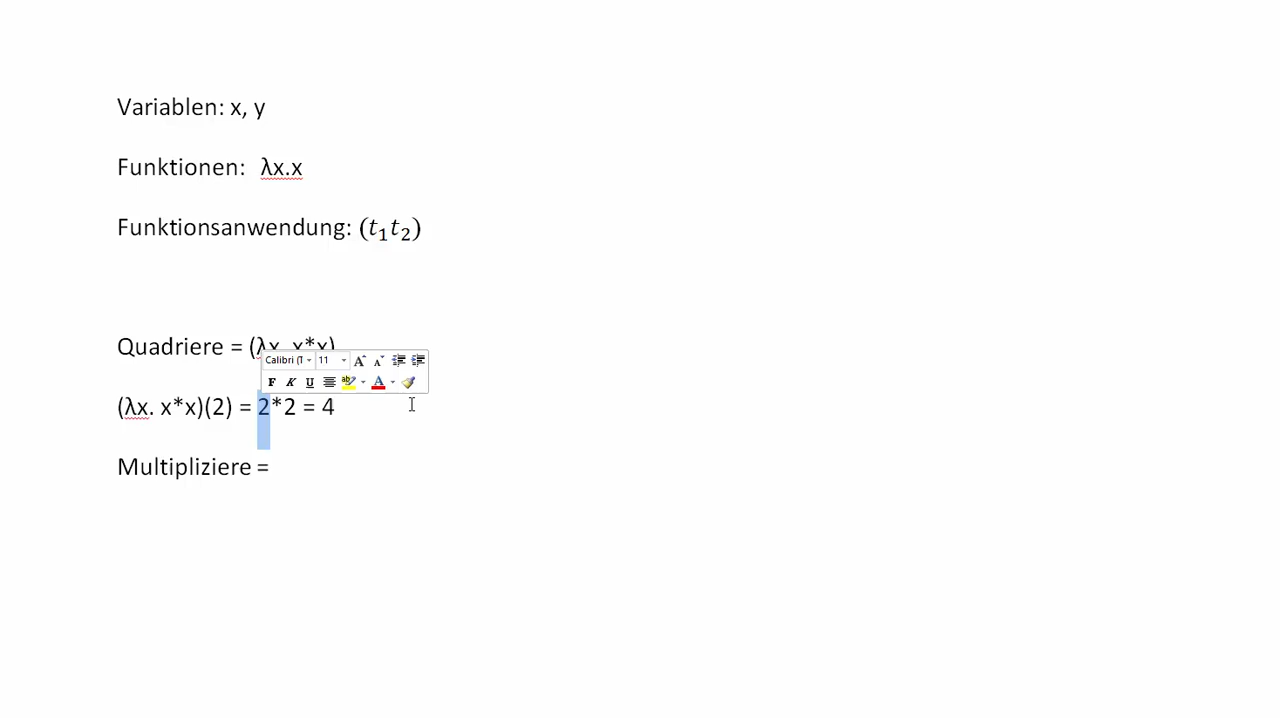 Variablen: x, y
Funktionen: λx.x
Funktionsanwendung: (t₁t₂)
Quadriere = (λx. x*x)
Calibri (T 11
F K U
(λx. x*x)(2) = 2*2 = 4
Multipliziere =